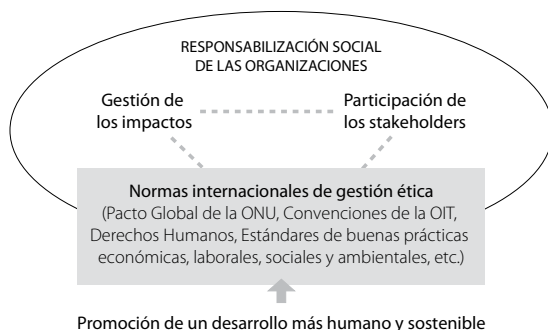 RESPONSABILIZACIÓN SOCIAL
DE LAS ORGANIZACIONES
Gestión de
los impactos
Participación de
los stakeholders
Normas internacionales de gestión ética
(Pacto Global de la ONU, Convenciones de la OIT,
Derechos Humanos, Estándares de buenas prácticas
económicas, laborales, sociales y ambientales, etc.)
Promoción de un desarrollo más humano y sostenible